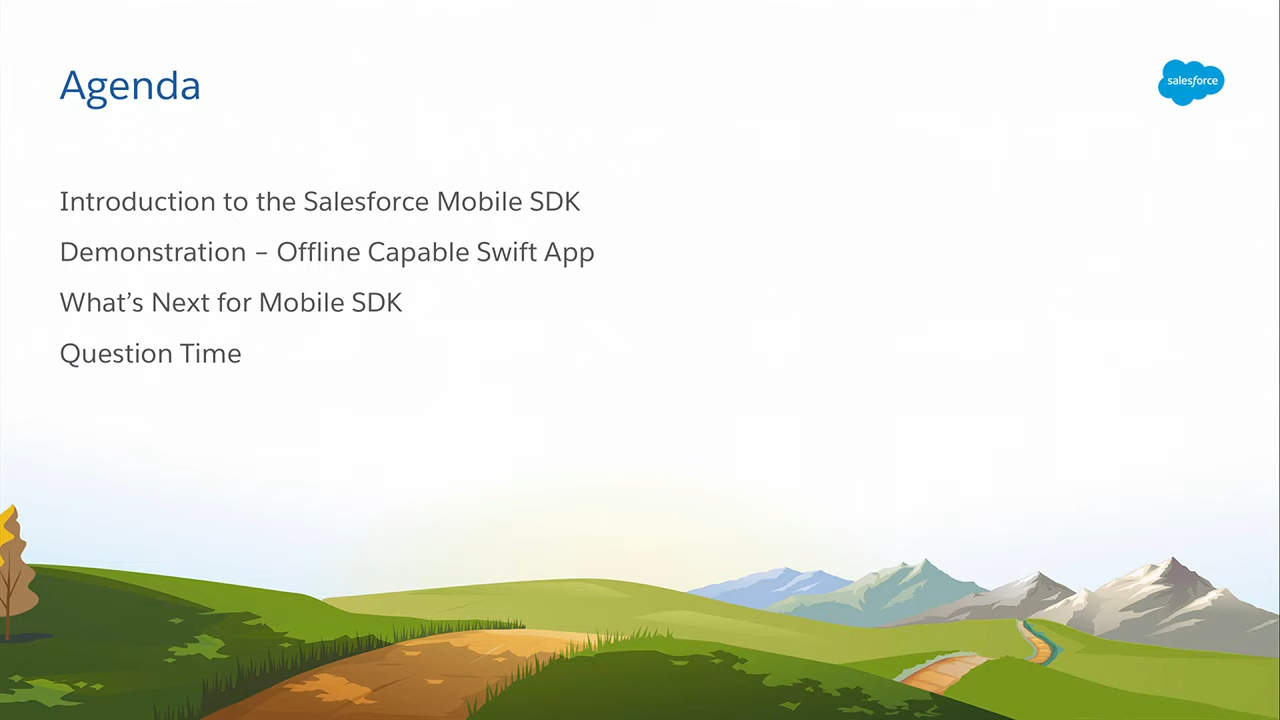 Agenda
salesforce
Introduction to the Salesforce Mobile SDK
Demonstration – Offline Capable Swift App
What’s Next for Mobile SDK
Question Time